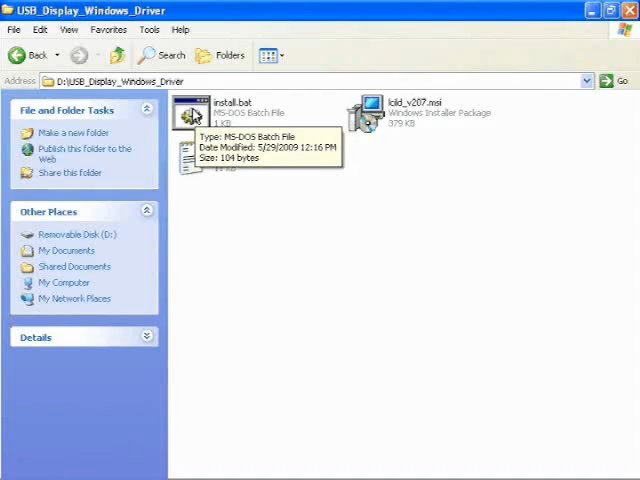 USB_Display_Windows_Driver
File Edit View Favorites Tools Help
Back Search Folders
Address D:\USB_Display_Windows_Driver Go
File and Folder Tasks
Make a new folder
Publish this folder to the
Web
Share this folder
Other Places
Removable Disk (D:)
My Documents
Shared Documents
My Computer
My Network Places
Details
install.bat
MS-DOS Batch File
1 KB
lcild_v207.msi
Windows Installer Package
379 KB
Type: MS-DOS Batch File
Date Modified: 5/29/2009 12:16 PM
Size: 104 bytes